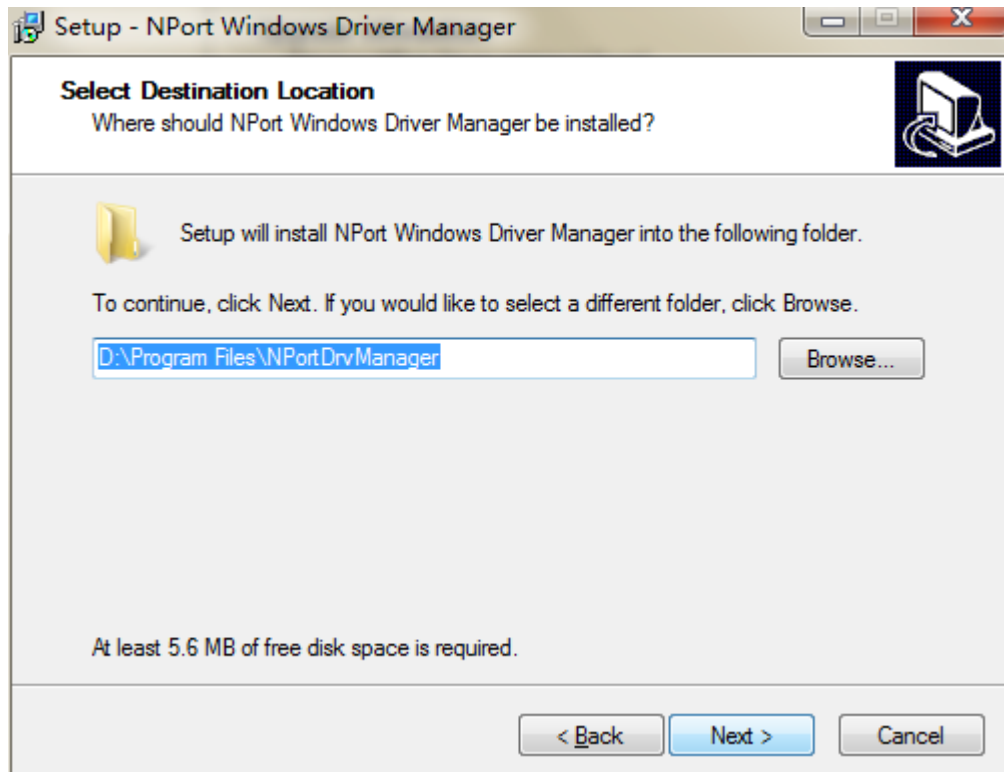 Setup - NPort Windows Driver Manager
Select Destination Location
Where should NPort Windows Driver Manager be installed?
Setup will install NPort Windows Driver Manager into the following folder.
To continue, click Next. If you would like to select a different folder, click Browse.
D:\Program Files\NPortDrvManager
Browse...
At least 5.6 MB of free disk space is required.
< Back
Next >
Cancel